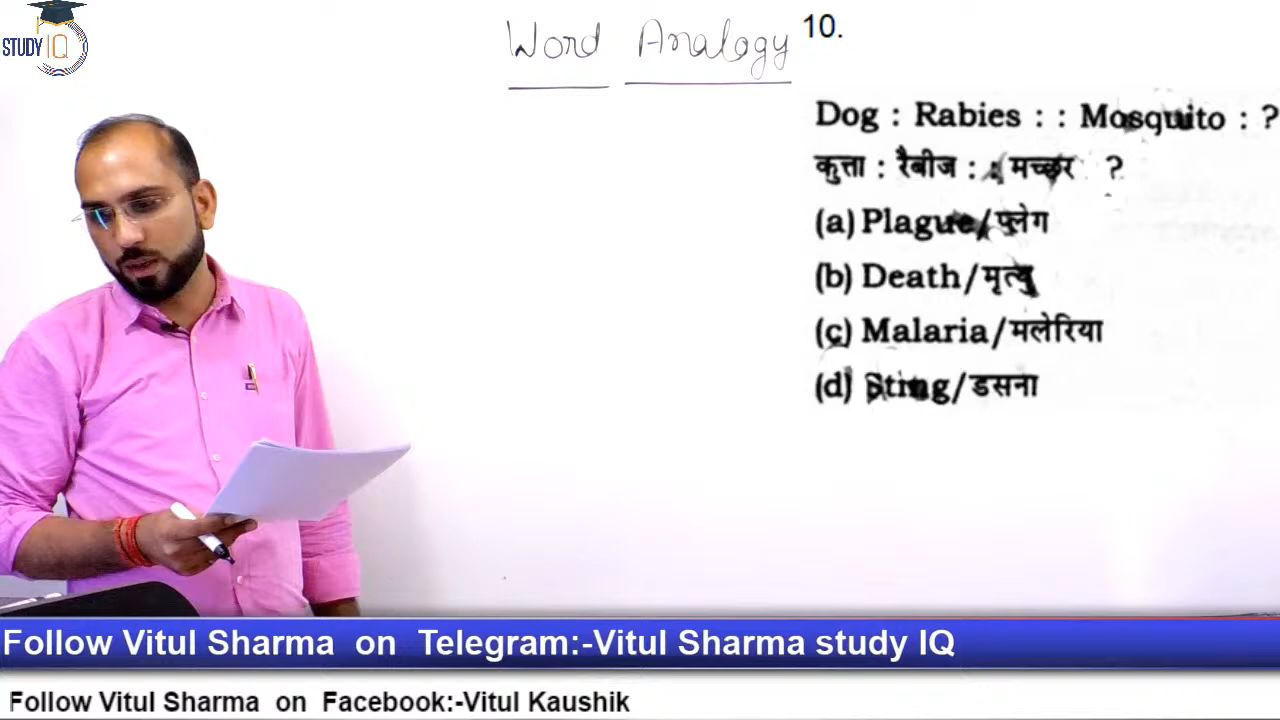 STUDY IQ
Word Analogy
10.
Dog : Rabies : : Mosquito : ?
कुत्ता : रैबीज : : मच्छर ?
(a) Plague/प्लेग
(b) Death/मृत्यु
(c) Malaria/मलेरिया
(d) Sting/डसना
Follow Vitul Sharma on Telegram:-Vitul Sharma study IQ
Follow Vitul Sharma on Facebook:-Vitul Kaushik